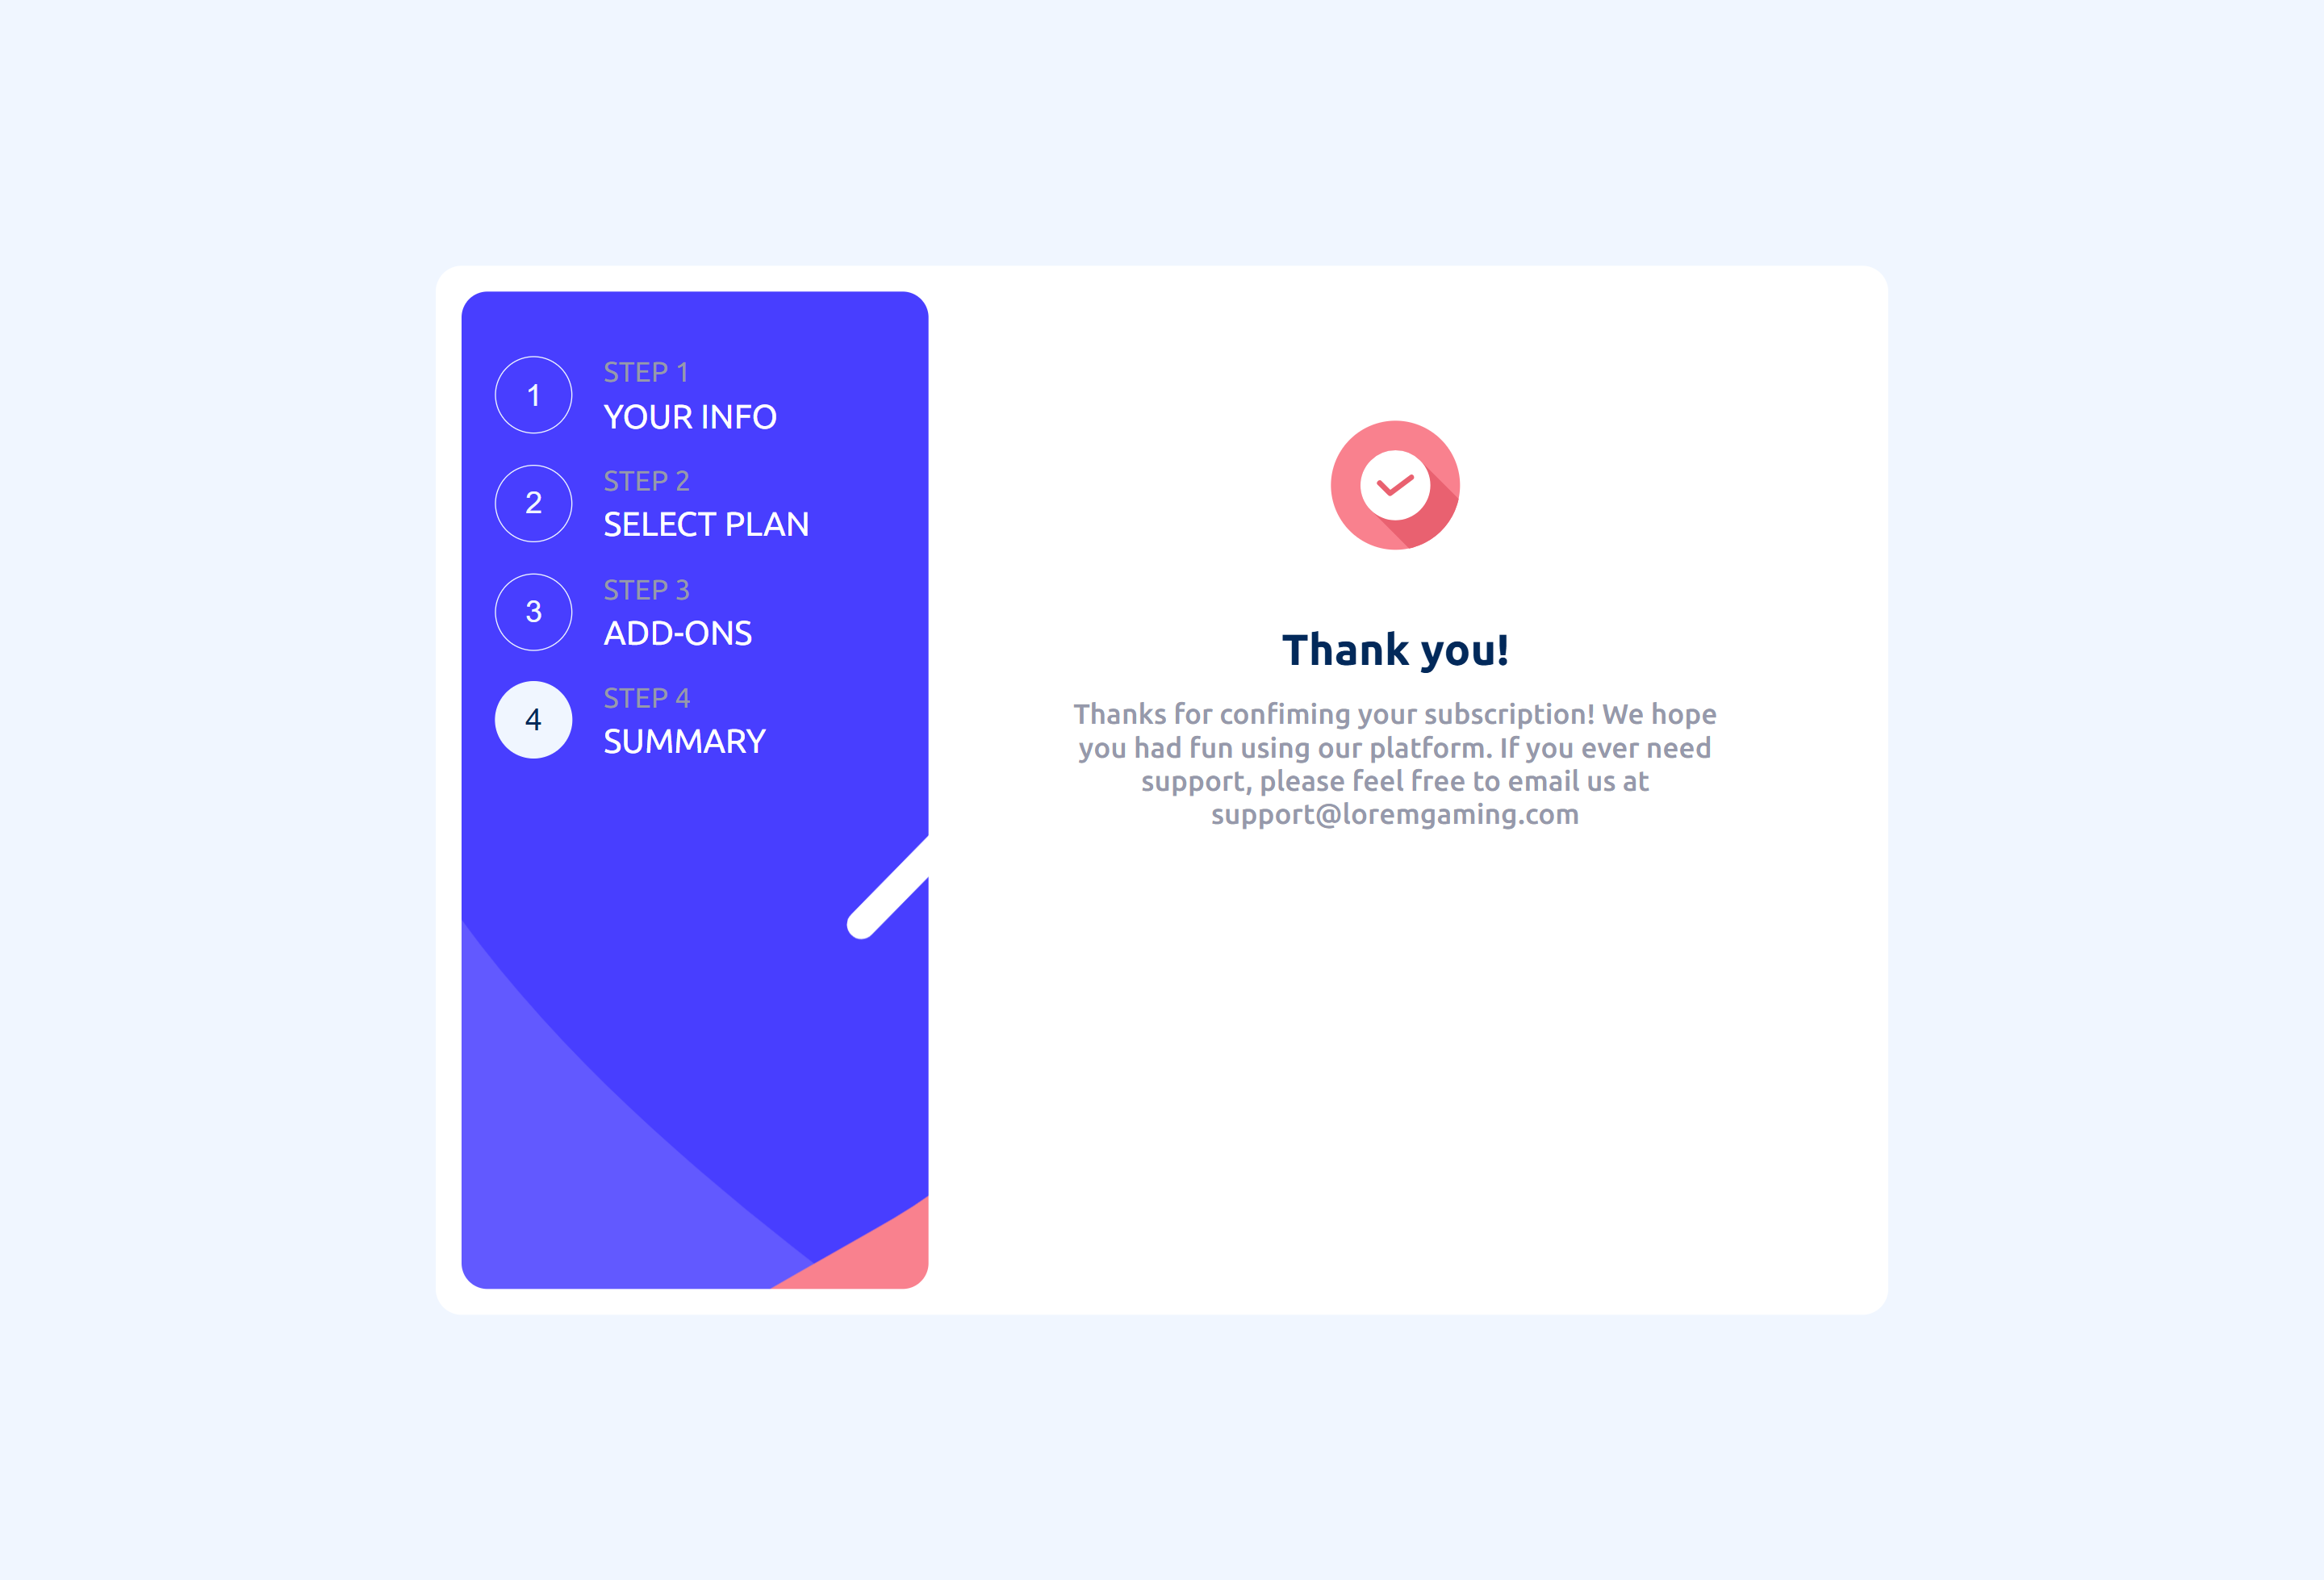 1
STEP 1
YOUR INFO
2
STEP 2
SELECT PLAN
3
STEP 3
ADD-ONS
4
STEP 4
SUMMARY
Thank you!
Thanks for confiming your subscription! We hope
you had fun using our platform. If you ever need
support, please feel free to email us at
support@loremgaming.com